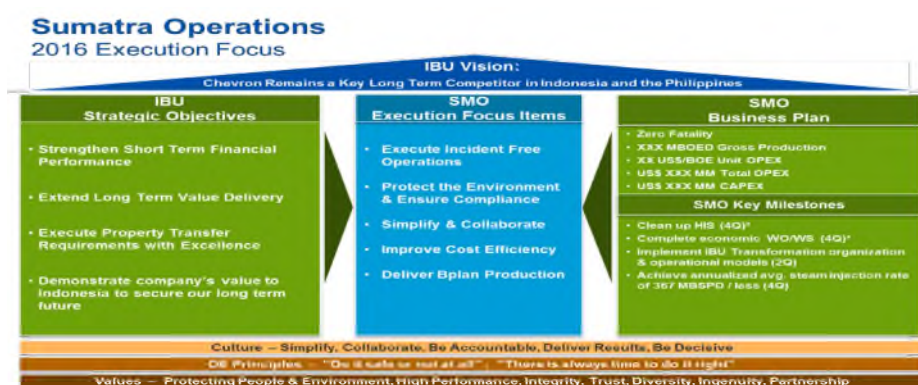 Sumatra Operations
2016 Execution Focus
IBU Vision:
Chevron Remains a Key Long Term Competitor in Indonesia and the Philippines
IBU
Strategic Objectives
• Strengthen Short Term Financial
Performance
• Extend Long Term Value Delivery
• Execute Property Transfer
Requirements with Excellence
• Demonstrate company's value to
Indonesia to secure our long term
future
SMO
Execution Focus Items
• Execute Incident Free
Operations
• Protect the Environment
& Ensure Compliance
• Simplify & Collaborate
• Improve Cost Efficiency
• Deliver Bplan Production
SMO
Business Plan
• Zero Fatality
• XXX MBOED Gross Production
• XX US$/BOE Unit OPEX
• US$ XXX MM Total OPEX
• US$ XXX MM CAPEX
SMO Key Milestones
• Clean up HIS (4Q)*
• Complete economic WO/WS (4Q)*
• Implement IBU Transformation organization
& operational models (2Q)
• Achieve annualized avg. steam injection rate
of 367 MBSPD / less (4Q)
Culture – Simplify, Collaborate, Be Accountable, Deliver Results, Be Decisive
OE Principles – "Do it safe or not at all", "There is always time to do it right"
Values – Protecting People & Environment, High Performance, Integrity, Trust, Diversity, Ingenuity, Partnership